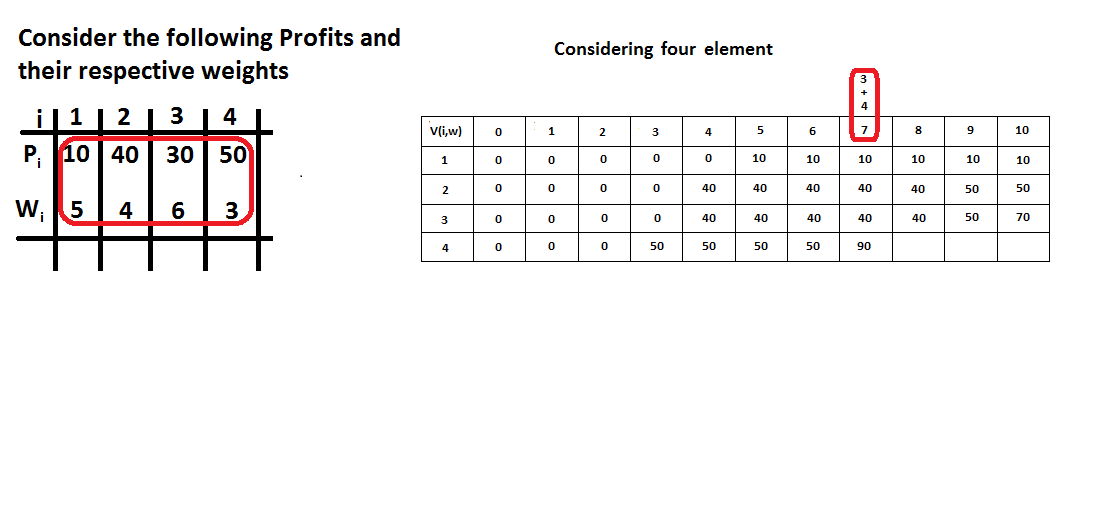 Consider the following Profits and
their respective weights
i 1 2 3 4
Pi 10 40 30 50
Wi 5 4 6 3
Considering four element
3
+
4
V(i,w) 0 1 2 3 4 5 6 7 8 9 10
1 0 0 0 0 0 10 10 10 10 10 10
2 0 0 0 0 40 40 40 40 40 50 50
3 0 0 0 0 40 40 40 40 40 50 70
4 0 0 0 50 50 50 50 90